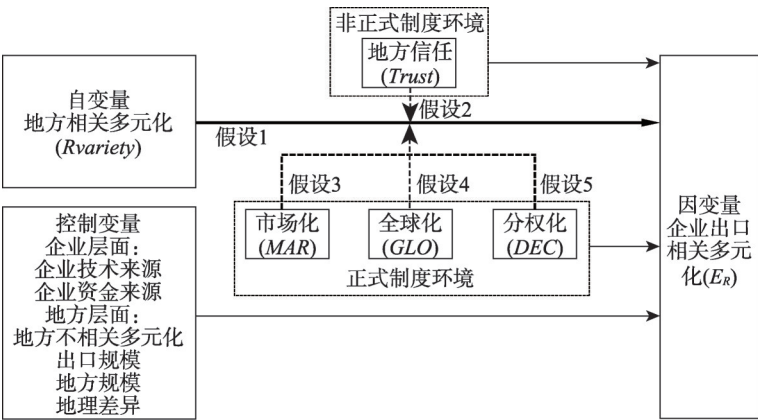 非正式制度环境
地方信任
(Trust)
自变量
地方相关多元化
(Rvariety)
假设1
假设2
假设3
假设4
假设5
市场化
(MAR)
全球化
(GLO)
分权化
(DEC)
正式制度环境
控制变量
企业层面：
企业技术来源
企业资金来源
地方层面：
地方不相关多元化
出口规模
地方规模
地理差异
因变量
企业出口
相关多元
化(E_R)